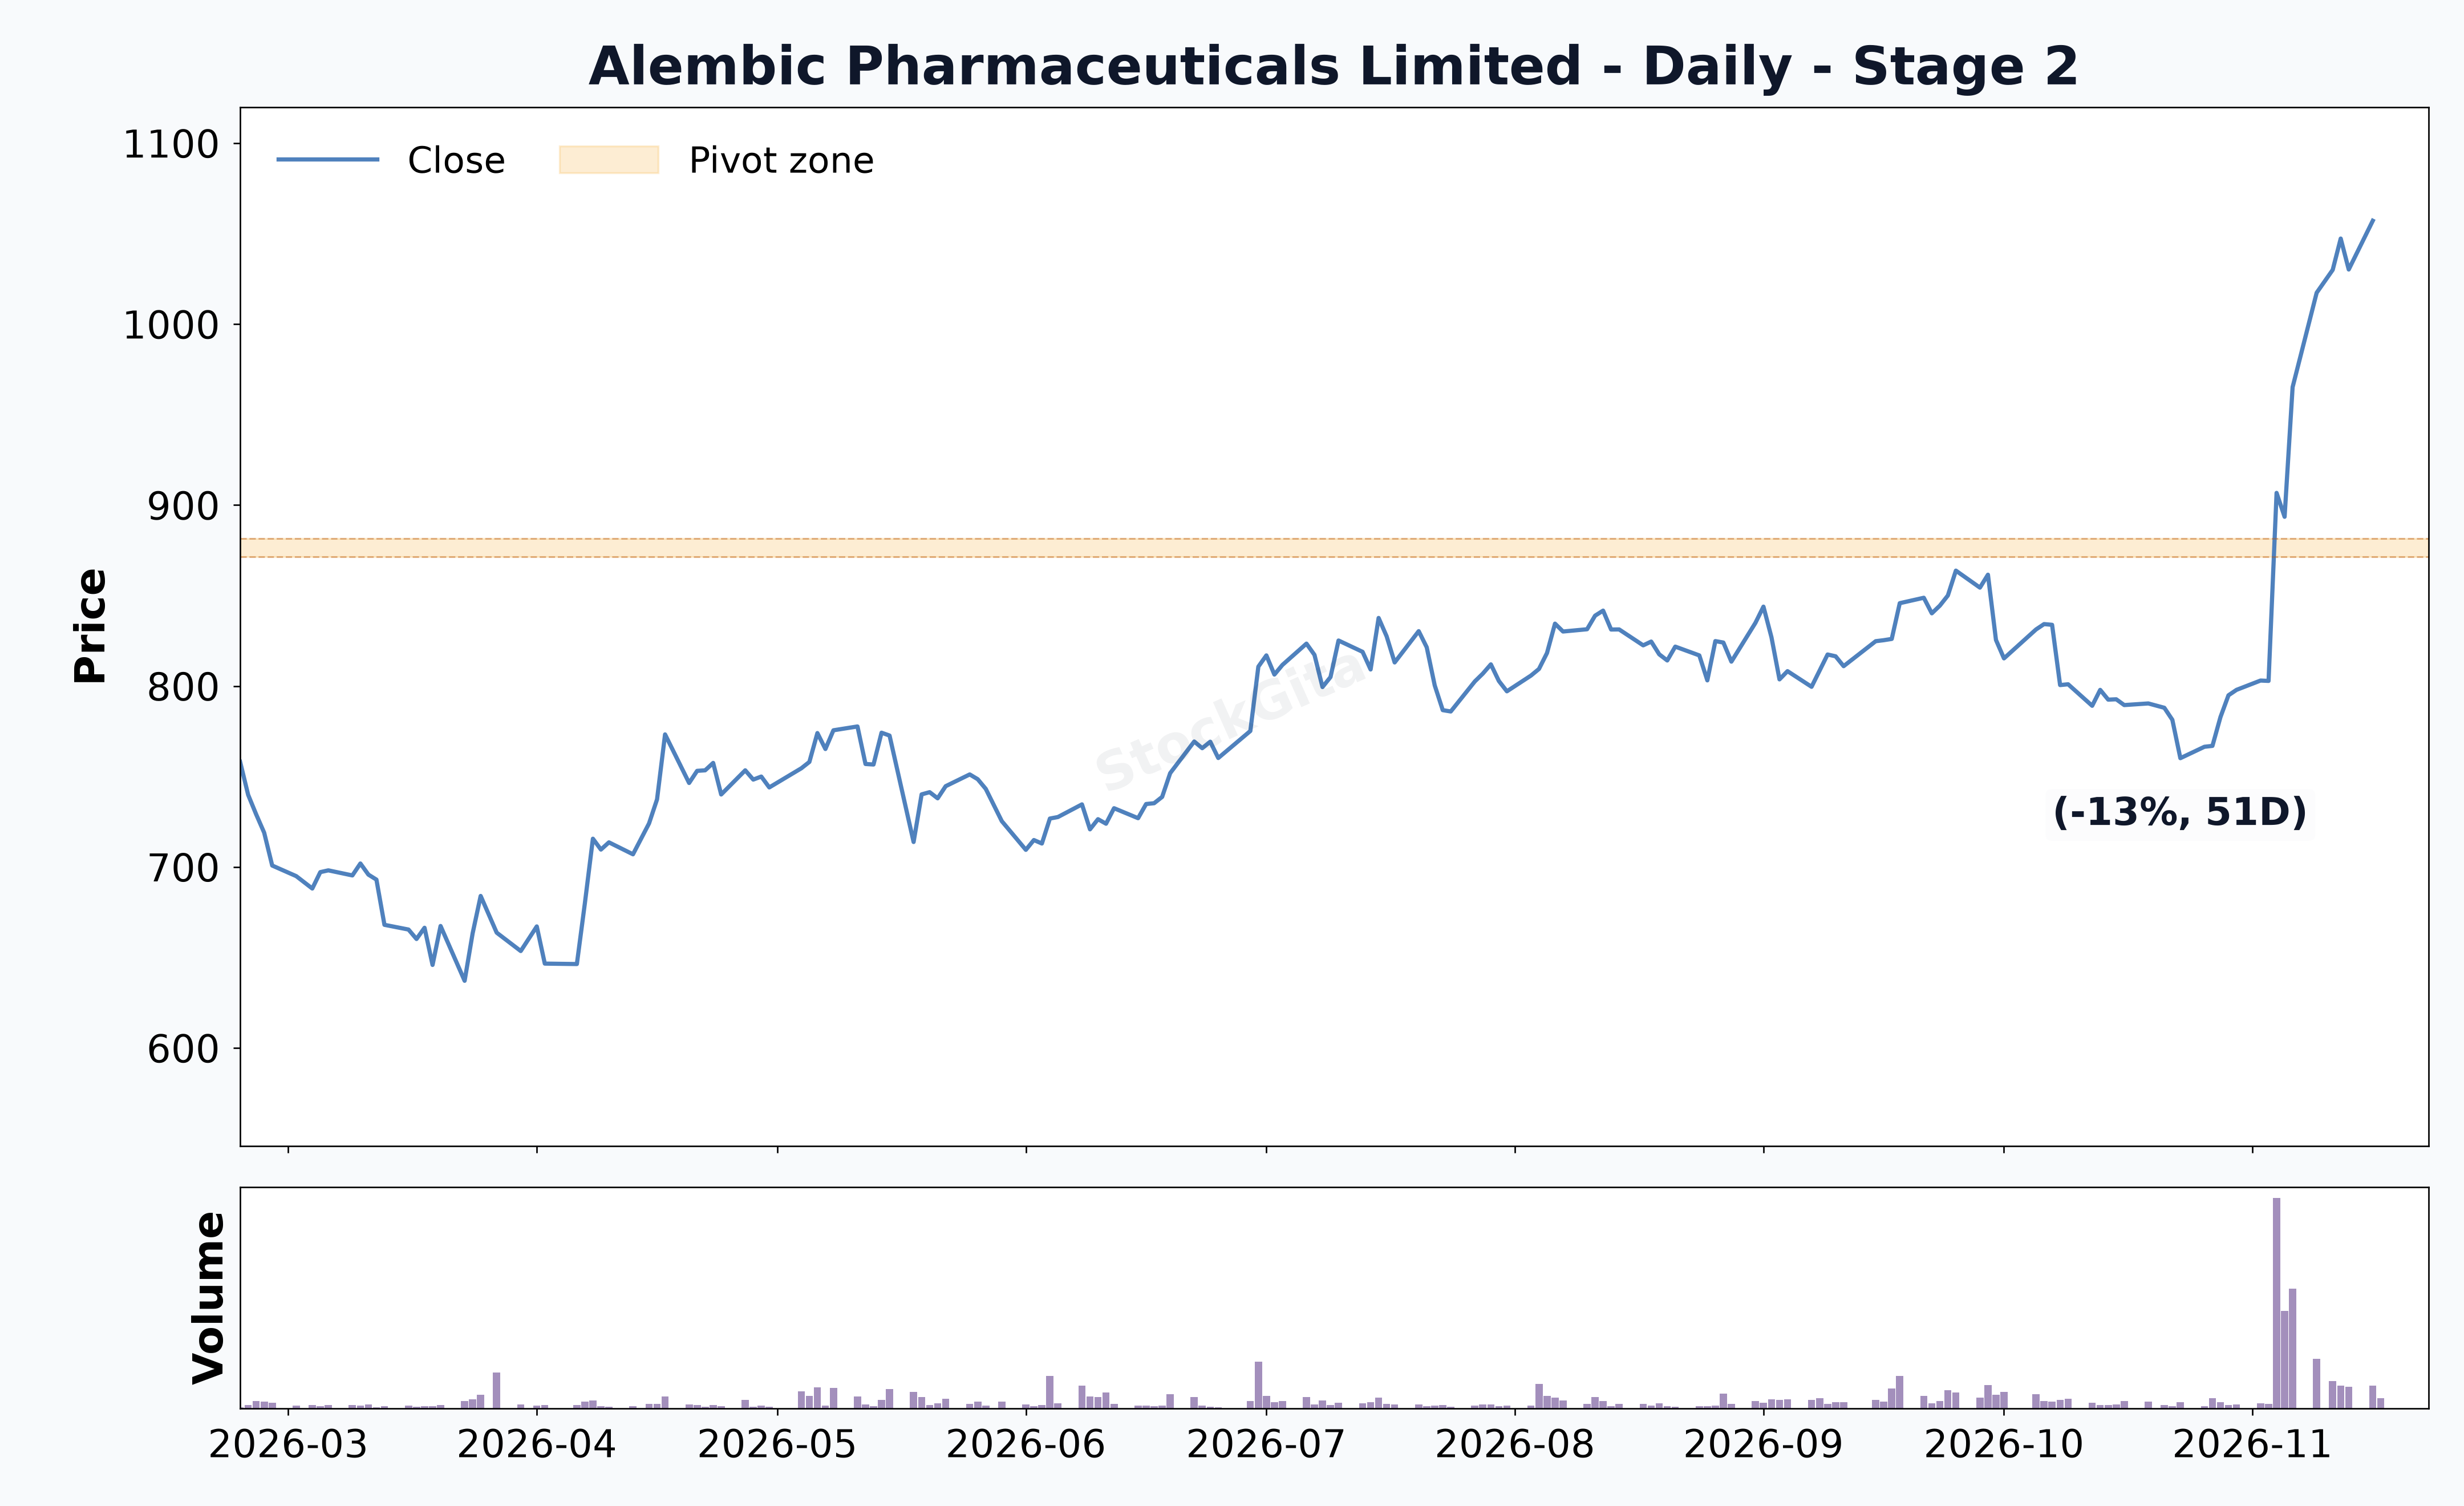 Alembic Pharmaceuticals Limited - Daily - Stage 2
Close
Pivot zone
1100
1000
900
800
700
600
Price
StockGita
(-13%, 51D)
Volume
2026-03
2026-04
2026-05
2026-06
2026-07
2026-08
2026-09
2026-10
2026-11